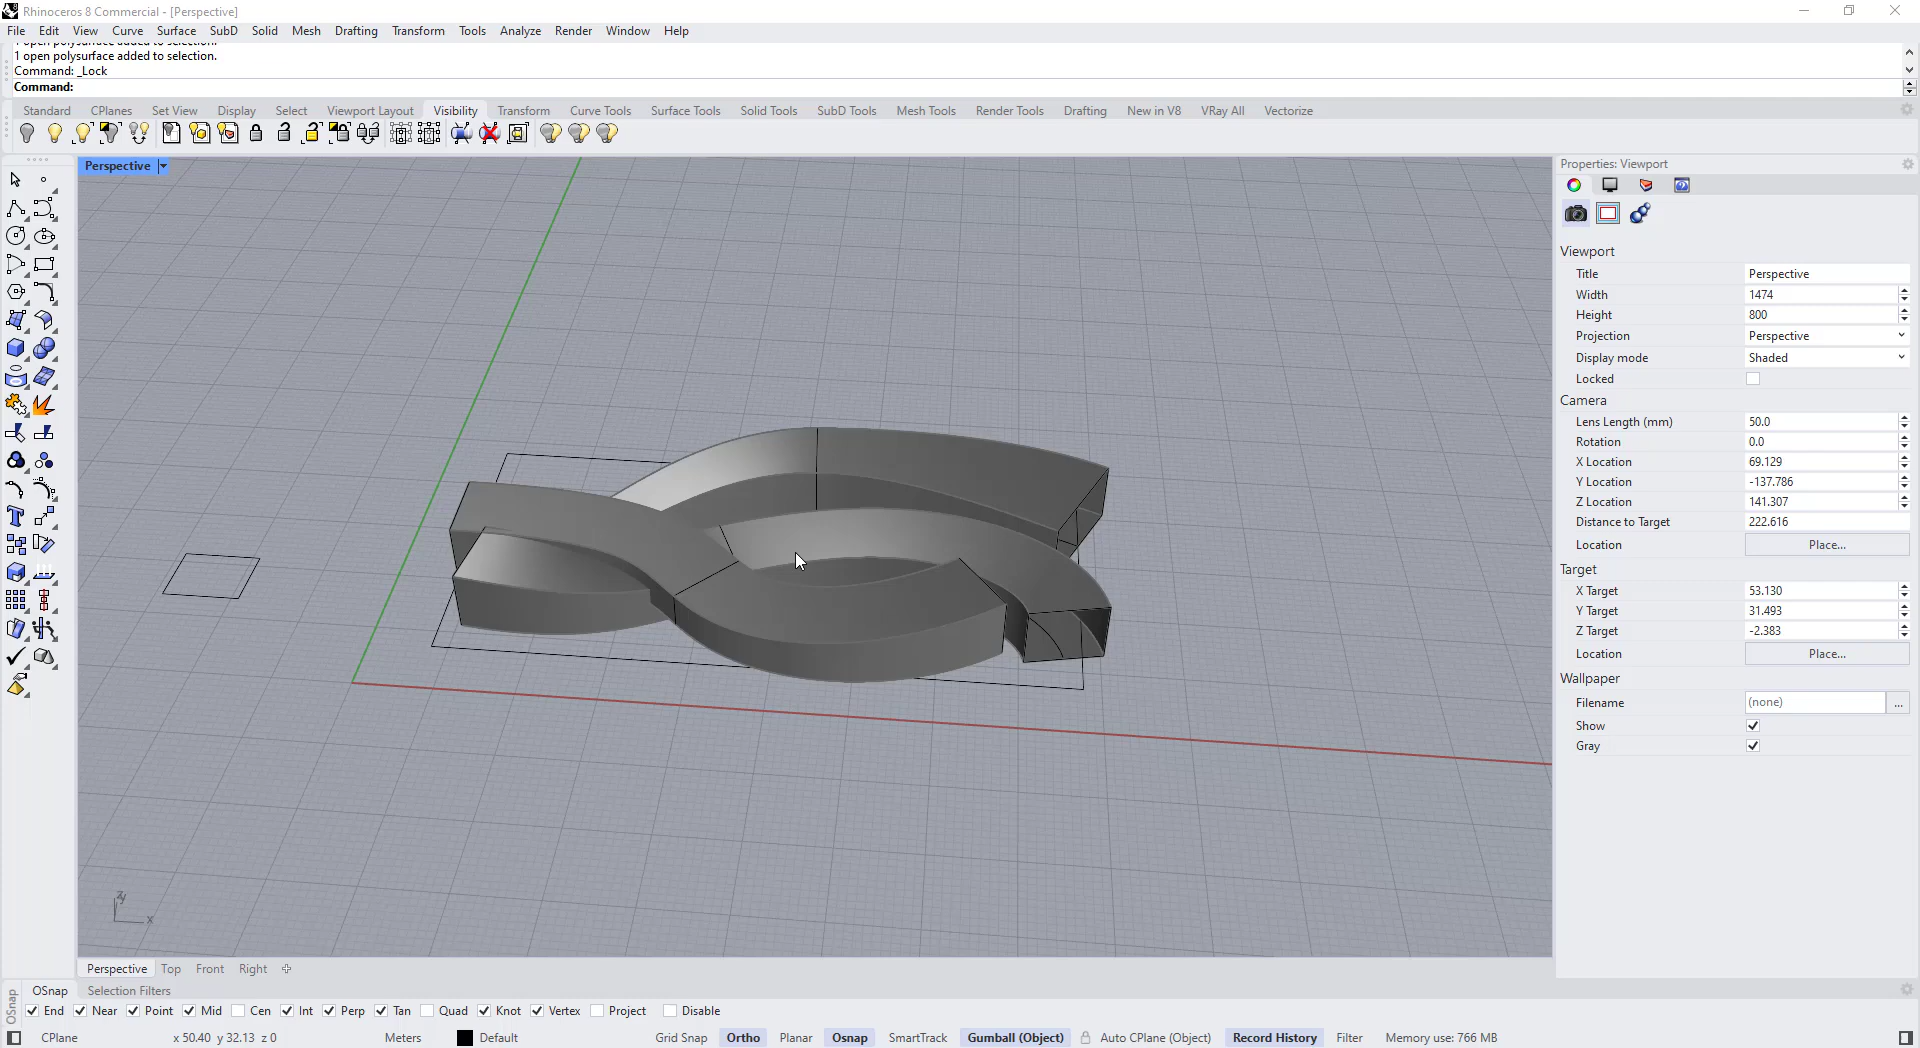 Rhinoceros 8 Commercial - [Perspective]
File Edit View Curve Surface SubD Solid Mesh Drafting Transform Tools Analyze Render Window Help
1 open polysurface added to selection.
1 open polysurface added to selection.
Command: _Lock
Command:
Standard CPlanes Set View Display Select Viewport Layout Visibility Transform Curve Tools Surface Tools Solid Tools SubD Tools Mesh Tools Render Tools Drafting New in V8 VRay All Vectorize
Perspective
Properties: Viewport
Viewport
Title Perspective
Width 1474
Height 800
Projection Perspective
Display mode Shaded
Locked
Camera
Lens Length (mm) 50.0
Rotation 0.0
X Location 69.129
Y Location -137.786
Z Location 141.307
Distance to Target 222.616
Location Place...
Target
X Target 53.130
Y Target 31.493
Z Target -2.383
Location Place...
Wallpaper
Filename (none) ...
Show
Gray
z y x
Perspective Top Front Right
OSnap
OSnap Selection Filters
End Near Point Mid Cen Int Perp Tan Quad Knot Vertex Project Disable
CPlane x 50.40 y 32.13 z 0 Meters Default Grid Snap Ortho Planar Osnap SmartTrack Gumball (Object) Auto CPlane (Object) Record History Filter Memory use: 766 MB